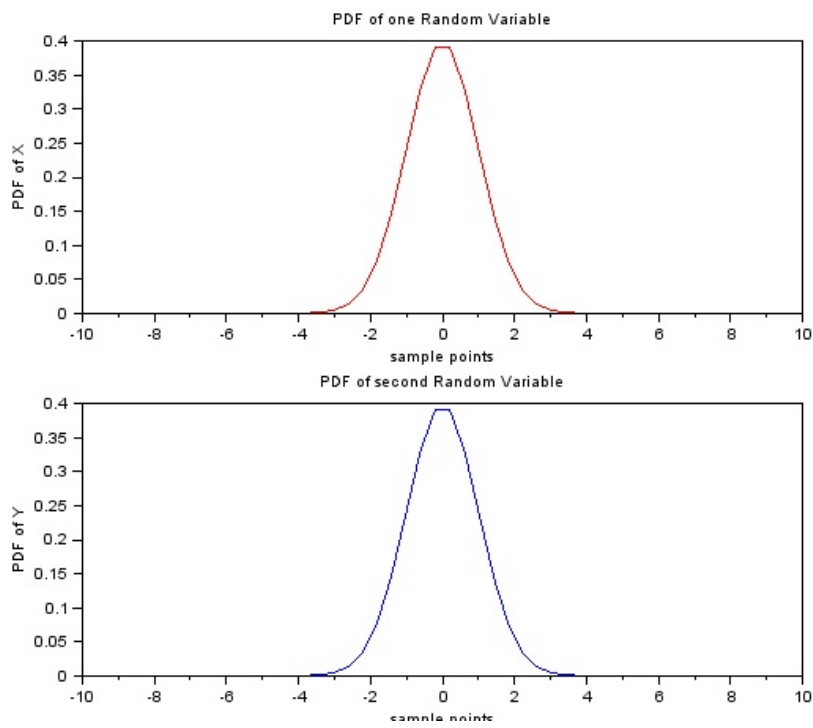 PDF of one Random Variable
0.4
0.35
0.3
0.25
0.2
0.15
0.1
0.05
0
PDF of X
-10 -8 -6 -4 -2 0 2 4 6 8 10
sample points
PDF of second Random Variable
0.4
0.35
0.3
0.25
0.2
0.15
0.1
0.05
0
PDF of Y
-10 -8 -6 -4 -2 0 2 4 6 8 10
sample points